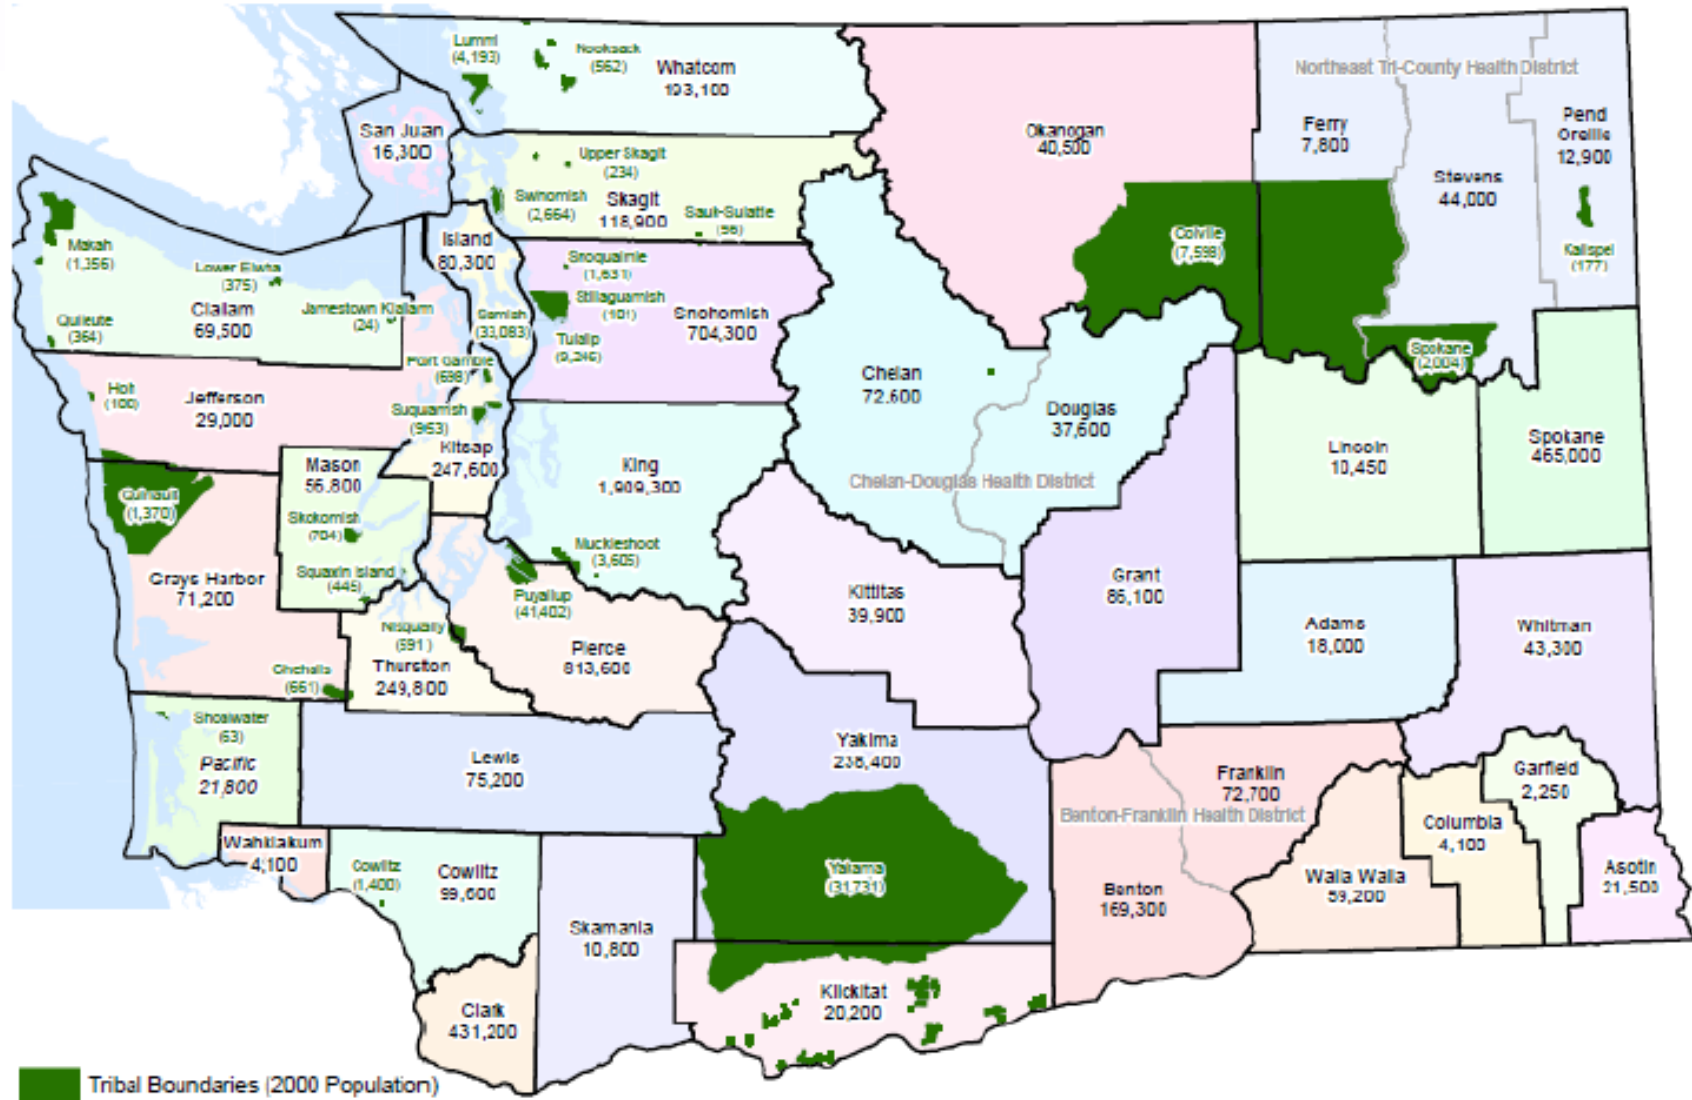 Lummi
(4,193)
Nooksack
(562)
Whatcom
193,100
San Juan
16,300
Upper Skagit
(234)
Swinomish
(2,664)
Skagit
118,900
Sauk-Suiattle
(56)
Okanogan
40,500
Northeast Tri-County Health District
Ferry
7,800
Stevens
44,000
Pend
Oreille
12,900
Kalispel
(177)
Colville
(7,598)
Spokane
(2,004)
Makah
(1,356)
Lower Elwha
(375)
Clallam
69,500
Jamestown Klallam
(24)
Quileute
(364)
Island
80,300
Samish
(33,083)
Snoqualmie
(1,631)
Stillaguamish
(101)
Tulalip
(9,246)
Snohomish
704,300
Hoh
(100)
Jefferson
29,000
Port Gamble
(698)
Suquamish
(963)
Kitsap
247,600
Chelan
72,600
Douglas
37,600
Chelan-Douglas Health District
Lincoln
10,450
Spokane
465,000
Quinault
(1,370)
Mason
56,800
Skokomish
(704)
Squaxin Island
(445)
King
1,909,300
Muckleshoot
(3,605)
Grays Harbor
71,200
Nisqually
(591)
Thurston
249,800
Chehalis
(661)
Puyallup
(41,402)
Pierce
813,600
Kittitas
39,900
Grant
86,100
Adams
18,000
Whitman
43,300
Shoalwater
(63)
Pacific
21,800
Lewis
75,200
Yakima
238,400
Yakama
(31,731)
Benton-Franklin Health District
Franklin
72,700
Benton
169,300
Walla Walla
59,200
Columbia
4,100
Garfield
2,250
Asotin
21,500
Wahkiakum
4,100
Cowlitz
(1,400)
Cowlitz
99,600
Skamania
10,800
Clark
431,200
Klickitat
20,200
Tribal Boundaries (2000 Population)